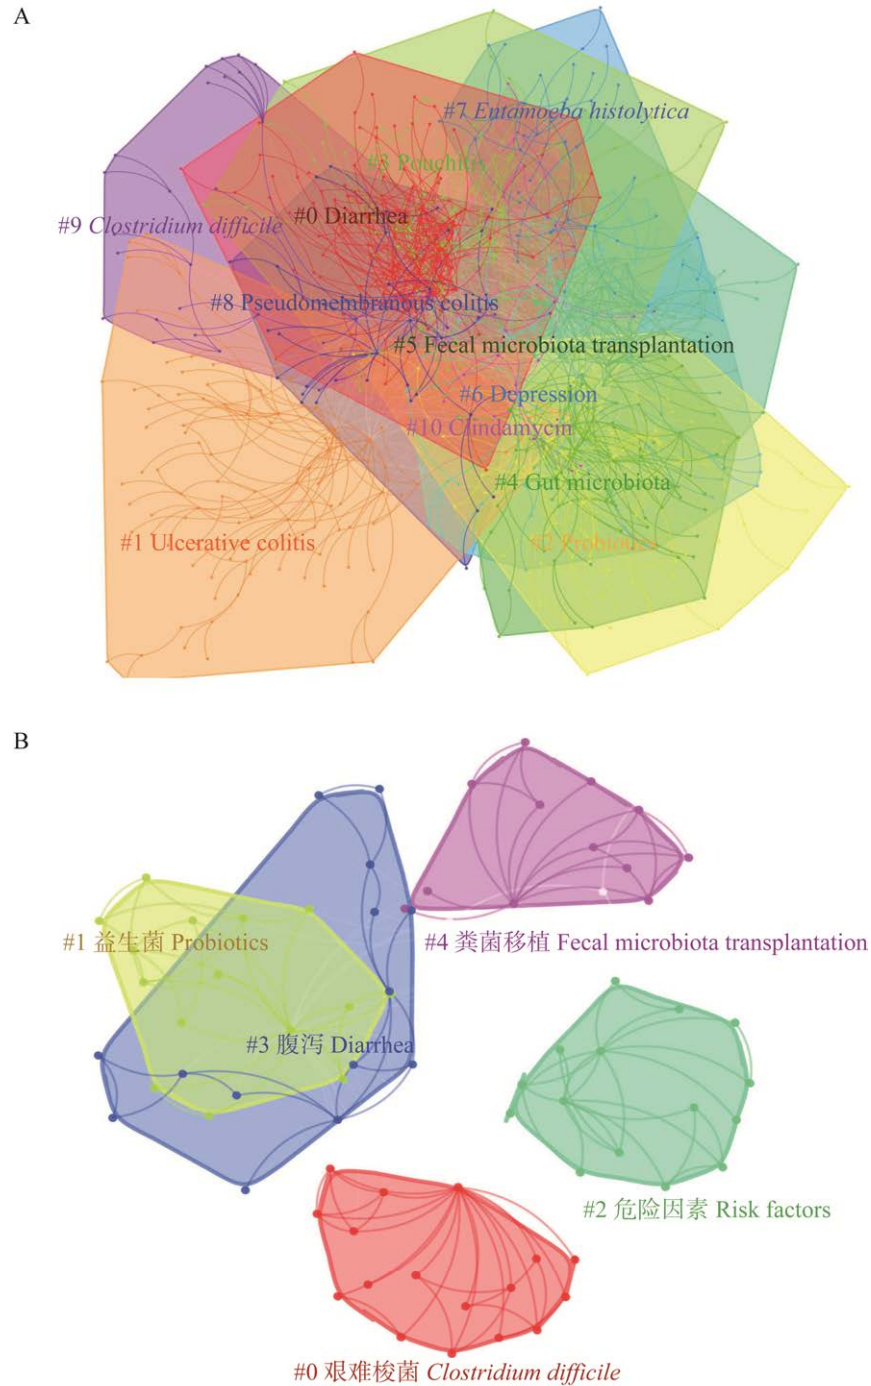 A
#7 Entamoeba histolytica
#3 Pouchitis
#0 Diarrhea
#9 Clostridium difficile
#8 Pseudomembranous colitis
#5 Fecal microbiota transplantation
#6 Depression
#10 Clindamycin
#4 Gut microbiota
#1 Ulcerative colitis
#2 Probiotics
B
#1 益生菌 Probiotics
#4 粪菌移植 Fecal microbiota transplantation
#3 腹泻 Diarrhea
#2 危险因素 Risk factors
#0 艰难梭菌 Clostridium difficile